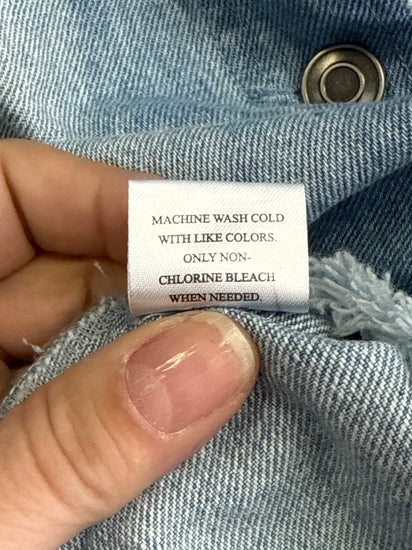 MACHINE WASH COLD
WITH LIKE COLORS.
ONLY NON-
CHLORINE BLEACH
WHEN NEEDED.